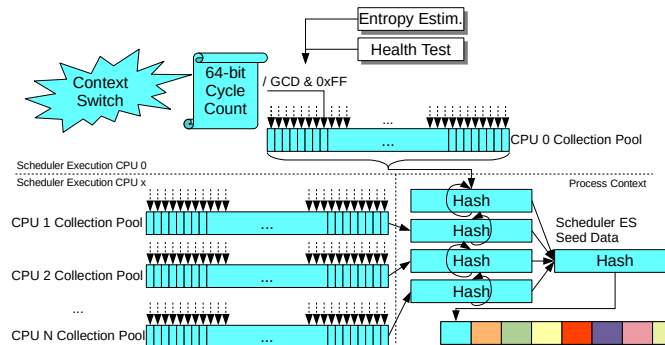 Entropy Estim.
Health Test
Context
Switch
64-bit
Cycle
Count
/ GCD & 0xFF
...
...
CPU 0 Collection Pool
Scheduler Execution CPU 0
Scheduler Execution CPU x
Process Context
Hash
CPU 1 Collection Pool
...
Hash
Scheduler ES
Seed Data
CPU 2 Collection Pool
...
Hash
Hash
...
Hash
CPU N Collection Pool
...